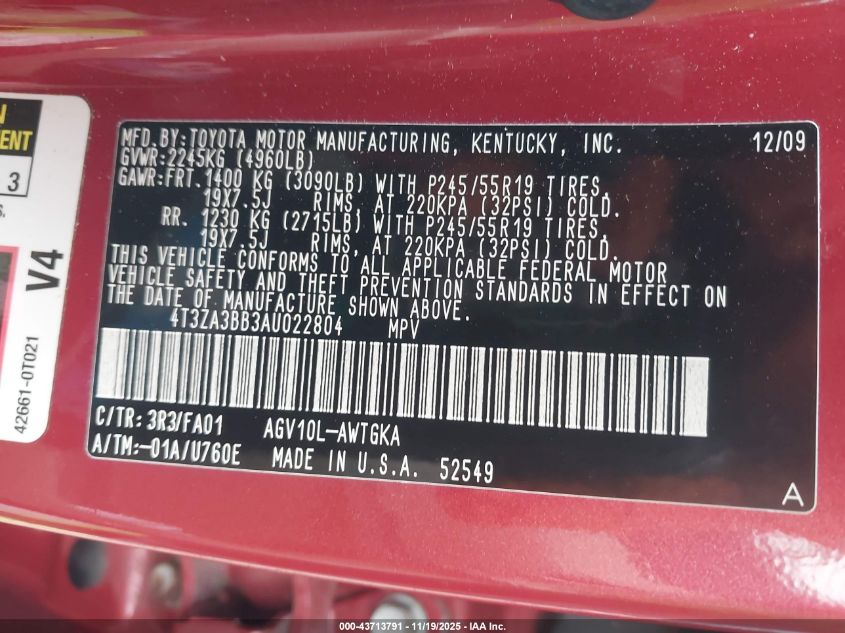 MFD.BY:TOYOTA MOTOR MANUFACTURING, KENTUCKY, INC. 12/09
GVWR:2245KG (4960LB)
GAWR:FRT.1400 KG (3090LB) WITH P245/55R19 TIRES,
19X7.5J RIMS, AT 220KPA (32PSI) COLD.
RR. 1230 KG (2715LB) WITH P245/55R19 TIRES,
19X7.5J RIMS, AT 220KPA (32PSI) COLD.
THIS VEHICLE CONFORMS TO ALL APPLICABLE FEDERAL MOTOR
VEHICLE SAFETY AND THEFT PREVENTION STANDARDS IN EFFECT ON
THE DATE OF MANUFACTURE SHOWN ABOVE.
4T3ZA3BB3AU022804 MPV
C/TR: 3R3/FA01 AGV10L-AWTGKA
A/TM:-01A/U760E MADE IN U.S.A. 52549
A
3
V4
42661-0T021
000-43713791 - 11/19/2025 - IAA Inc.